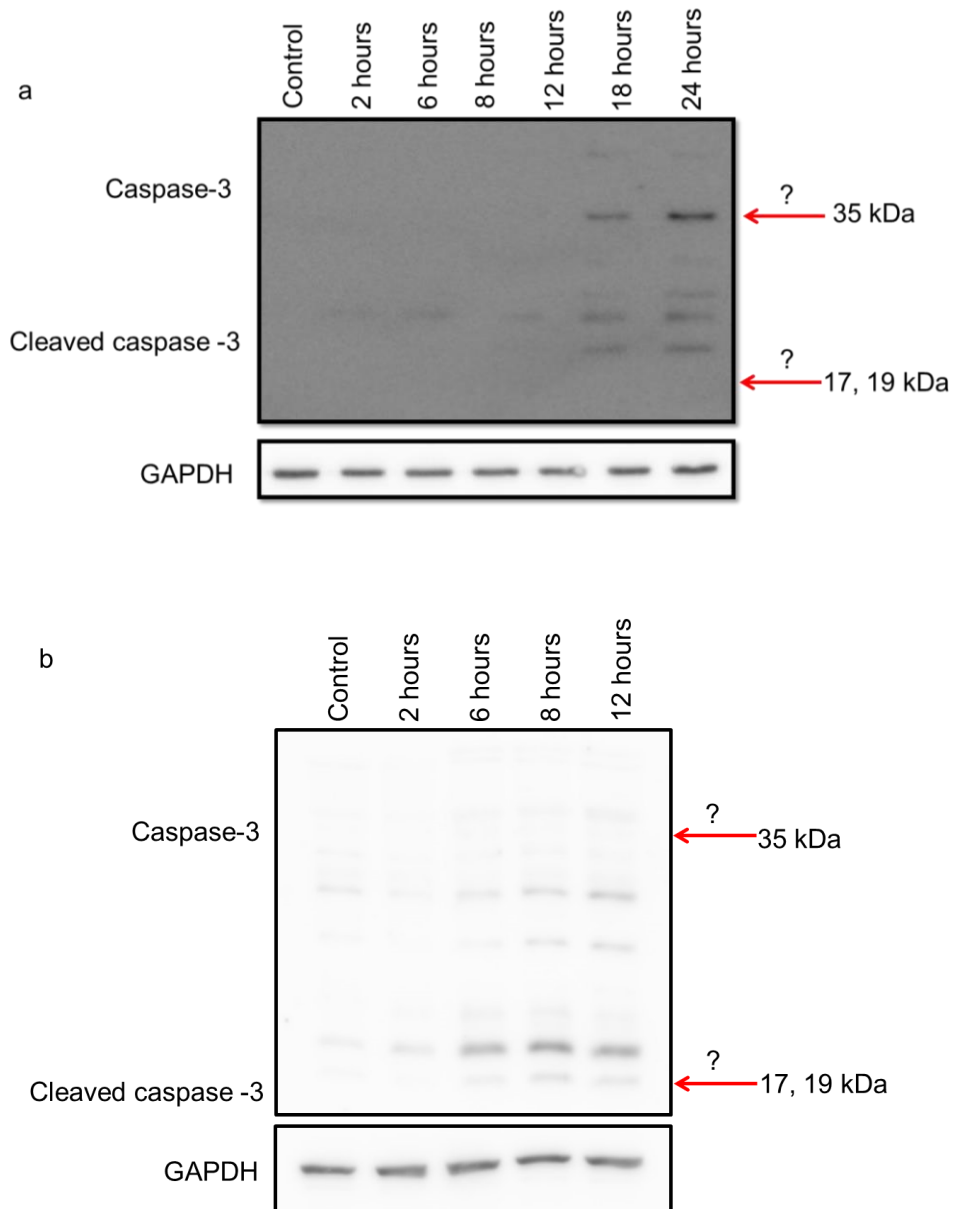 a
Control
2 hours
6 hours
8 hours
12 hours
18 hours
24 hours
Caspase-3
?
35 kDa
Cleaved caspase -3
?
17, 19 kDa
GAPDH
b
Control
2 hours
6 hours
8 hours
12 hours
Caspase-3
?
35 kDa
?
Cleaved caspase -3
17, 19 kDa
GAPDH